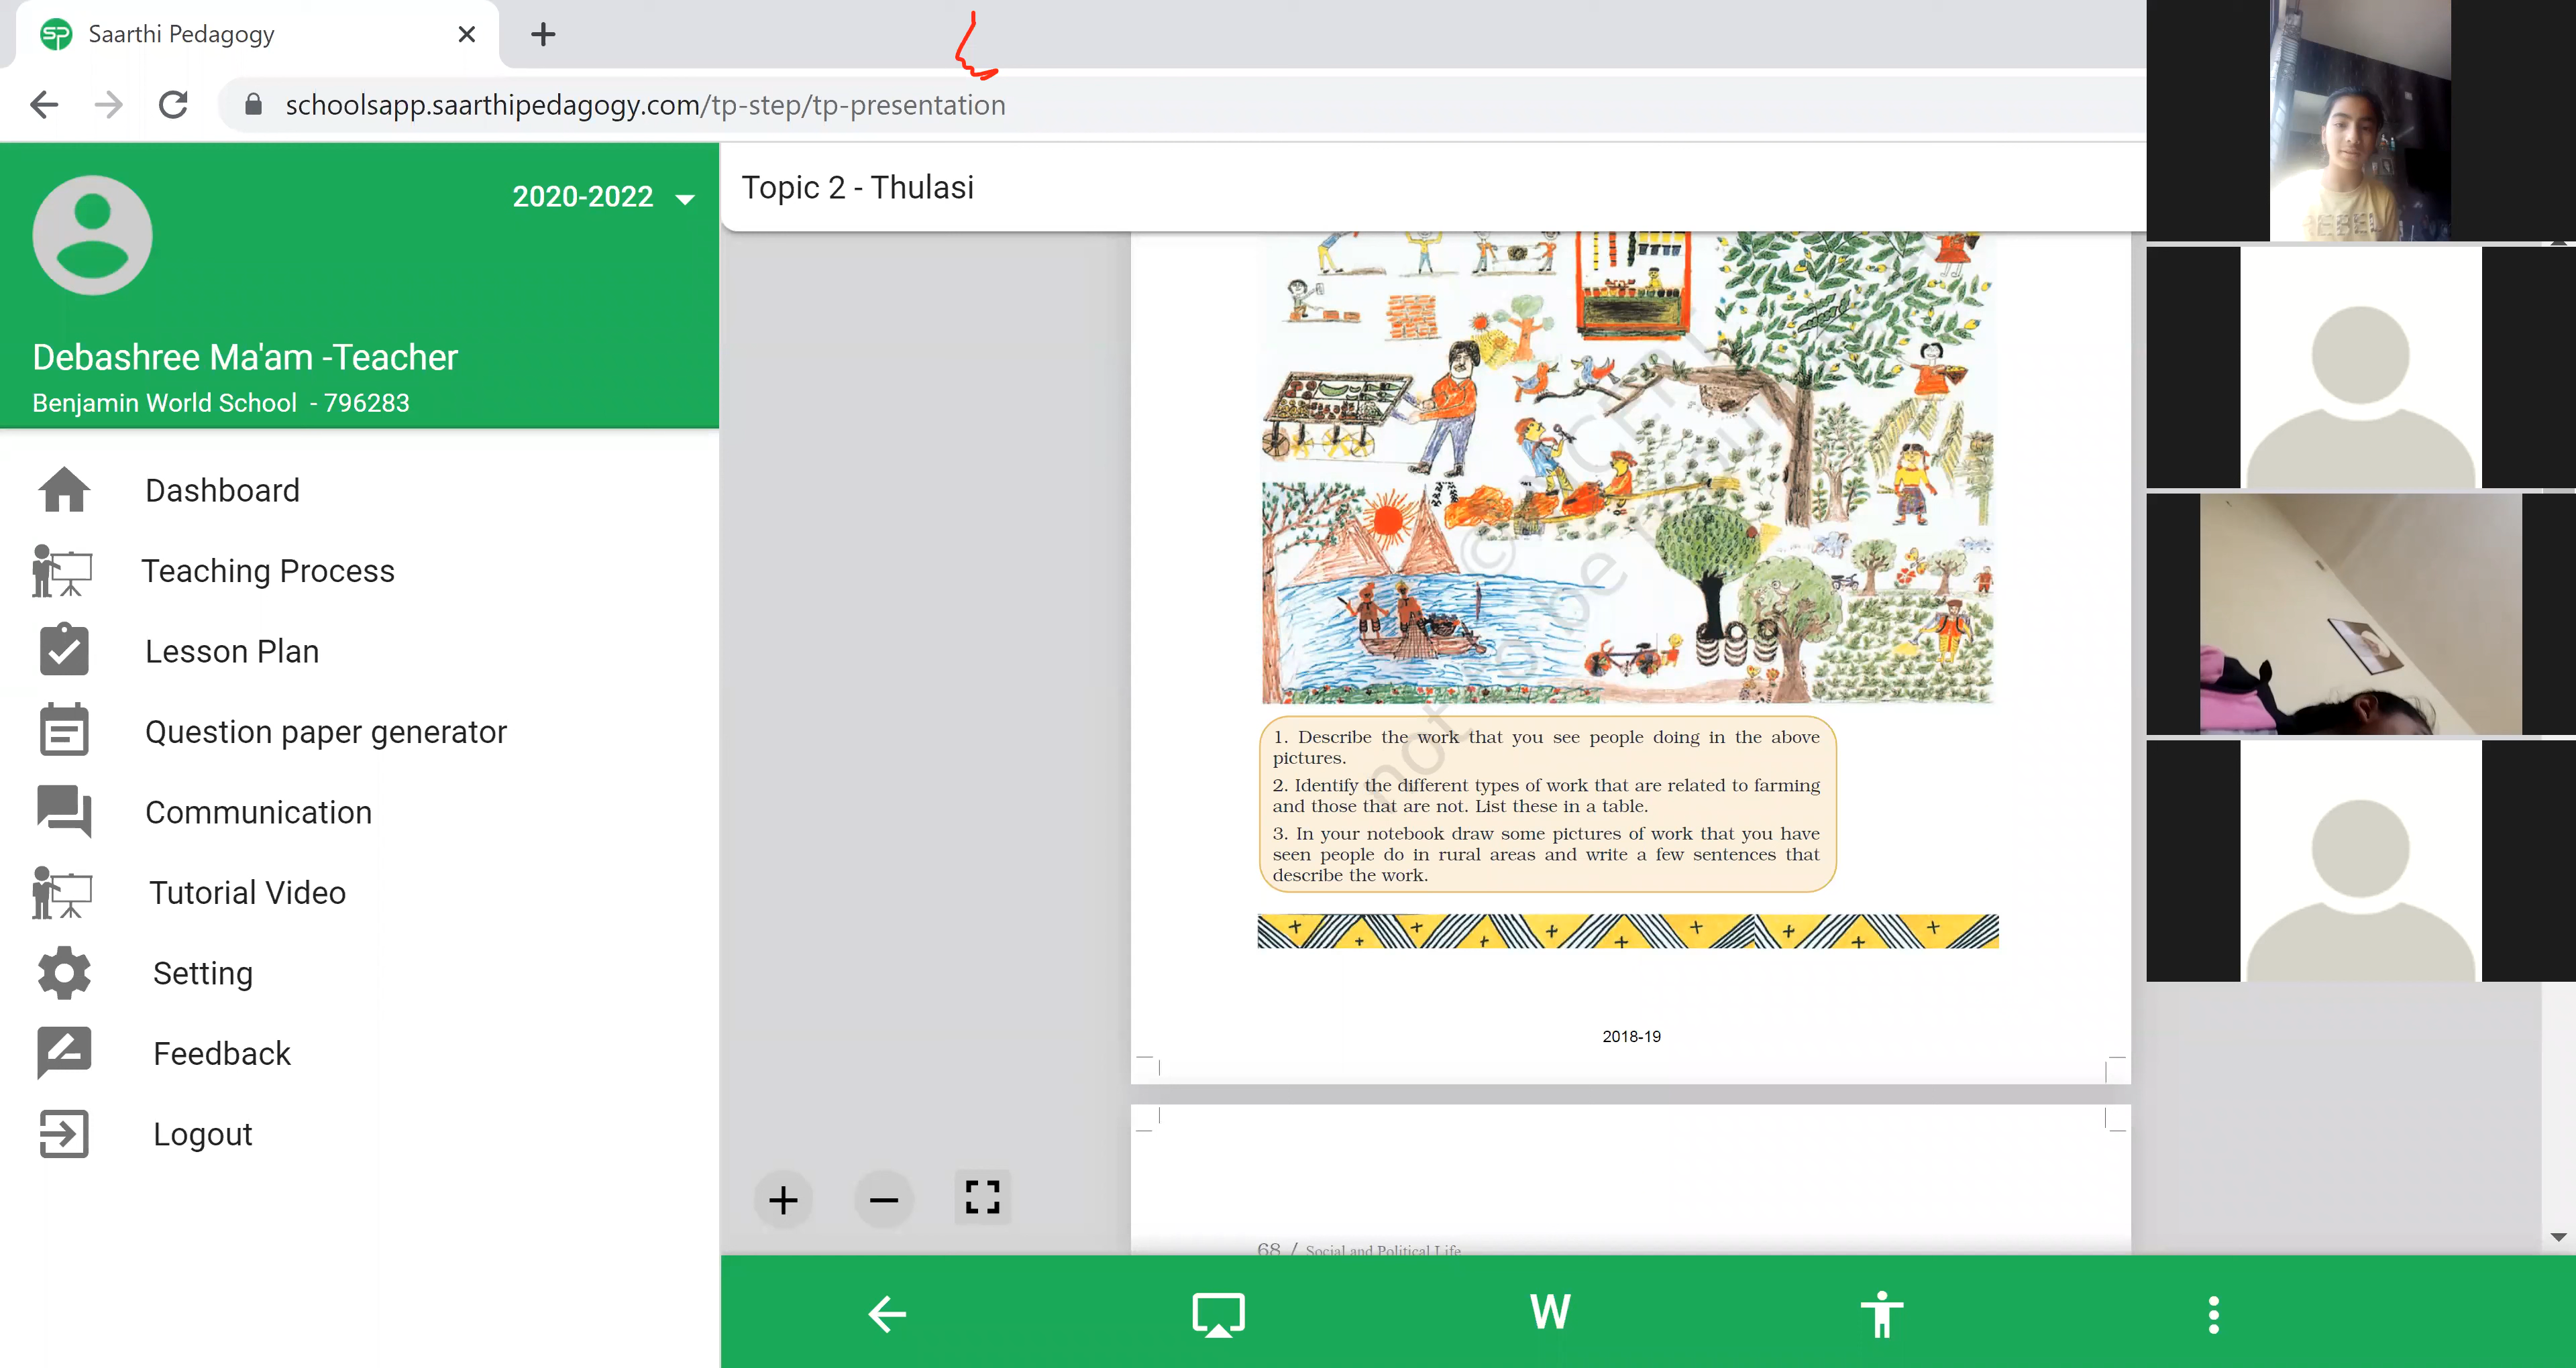 Saarthi Pedagogy
schoolsapp.saarthipedagogy.com/tp-step/tp-presentation
2020-2022
Debashree Ma'am -Teacher
Benjamin World School - 796283
Dashboard
Teaching Process
Lesson Plan
Question paper generator
Communication
Tutorial Video
Setting
Feedback
Logout
Topic 2 - Thulasi
1. Describe the work that you see people doing in the above
pictures.
2. Identify the different types of work that are related to farming
and those that are not. List these in a table.
3. In your notebook draw some pictures of work that you have
seen people do in rural areas and write a few sentences that
describe the work.
2018-19
68 / Social and Political Life
W